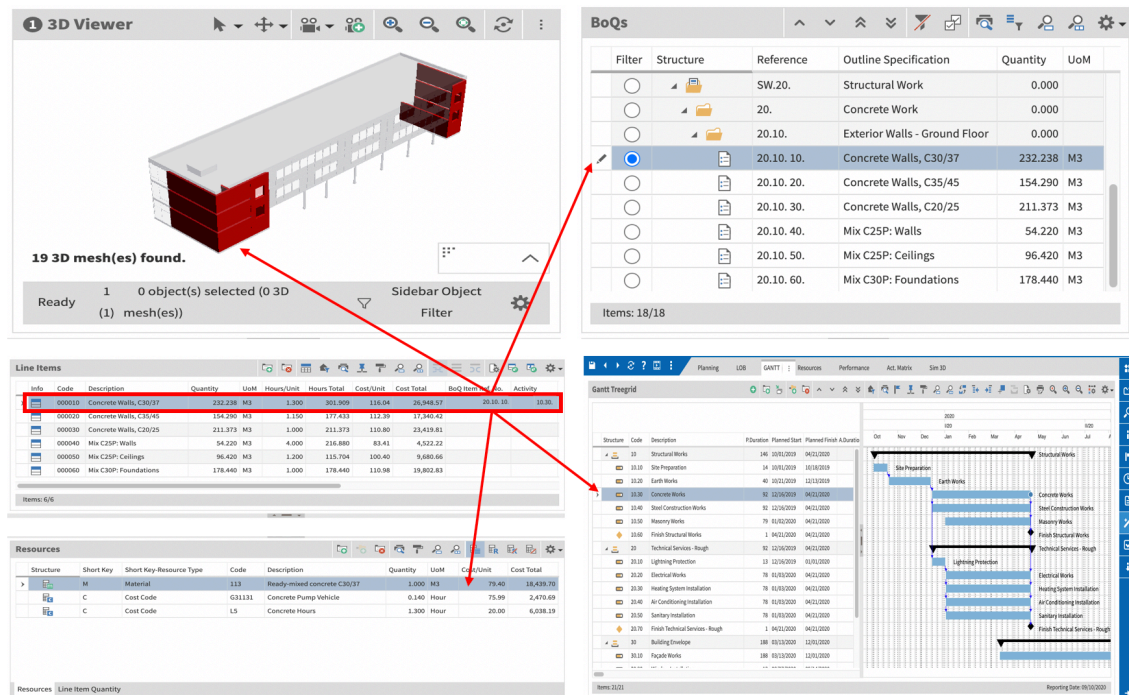 1 3D Viewer
19 3D mesh(es) found.
Ready
1 0 object(s) selected (0 3D
(1) mesh(es))
Sidebar Object
Filter
BoQs
Filter Structure Reference Outline Specification Quantity UoM
SW.20. Structural Work 0.000
20. Concrete Work 0.000
20.10. Exterior Walls - Ground Floor 0.000
20.10. 10. Concrete Walls, C30/37 232.238 M3
20.10. 20. Concrete Walls, C35/45 154.290 M3
20.10. 30. Concrete Walls, C20/25 211.373 M3
20.10. 40. Mix C25P: Walls 54.220 M3
20.10. 50. Mix C25P: Ceilings 96.420 M3
20.10. 60. Mix C30P: Foundations 178.440 M3
Items: 18/18
Line Items
Info Code Description Quantity UoM Hours/Unit Hours Total Cost/Unit Cost Total BoQ Item No. Activity
000010 Concrete Walls, C30/37 232.238 M3 1.300 301.909 116.04 26,948.57 20.10. 10. 10.30.
000020 Concrete Walls, C35/45 154.290 M3 1.150 177.433 112.39 17,340.42
000030 Concrete Walls, C20/25 211.373 M3 1.000 211.373 110.80 23,419.81
000040 Mix C25P: Walls 54.220 M3 4.000 216.880 83.41 4,522.22
000050 Mix C25P: Ceilings 96.420 M3 1.200 115.704 100.40 9,680.66
000060 Mix C30P: Foundations 178.440 M3 1.000 178.440 110.98 19,802.83
Items: 6/6
Resources
Structure Short Key Short Key-Resource Type Code Description Quantity UoM Cost/Unit Cost Total
M Material 113 Ready-mixed concrete C30/37 1.000 M3 79.40 18,439.70
C Cost Code G31131 Concrete Pump Vehicle 0.140 Hour 75.99 2,470.69
C Cost Code L5 Concrete Hours 1.300 Hour 20.00 6,038.19
Resources Line Item Quantity
Planning LOB GANTT Resources Performance Act. Matrix Sim 3D
Gantt Treegrid
2020
I/20 II/20
Oct Nov Dec Jan Feb Mar Apr May Jun Jul
Structure Code Description P.Duration Planned Start Planned Finish A.Duratio
10 Structural Works 146 10/01/2019 04/21/2020 Structural Works
10.10 Site Preparation 14 10/01/2019 10/18/2019 Site Preparation
10.20 Earth Works 40 10/21/2019 12/13/2019 Earth Works
10.30 Concrete Works 92 12/16/2019 04/21/2020 Concrete Works
10.40 Steel Construction Works 92 12/16/2019 04/21/2020 Steel Construction Works
10.50 Masonry Works 79 01/02/2020 04/21/2020 Masonry Works
10.60 Finish Structural Works 1 04/21/2020 04/21/2020 Finish Structural Works
20 Technical Services - Rough 92 12/16/2019 04/21/2020 Technical Services - Rough
20.10 Lightning Protection 13 12/16/2019 01/01/2020 Lightning Protection
20.20 Electrical Works 78 01/03/2020 04/21/2020 Electrical Works
20.30 Heating System Installation 78 01/03/2020 04/21/2020 Heating System Installation
20.40 Air Conditioning Installation 78 01/03/2020 04/21/2020 Air Conditioning Installation
20.50 Sanitary Installation 78 01/03/2020 04/21/2020 Sanitary Installation
20.70 Finish Technical Services - Rough 1 04/21/2020 04/21/2020 Finish Technical Services - Rough
30 Building Envelope 188 03/13/2020 12/01/2020
30.10 Façade Works 188 03/13/2020 12/01/2020
Items: 21/21
Reporting Date: 09/10/2020